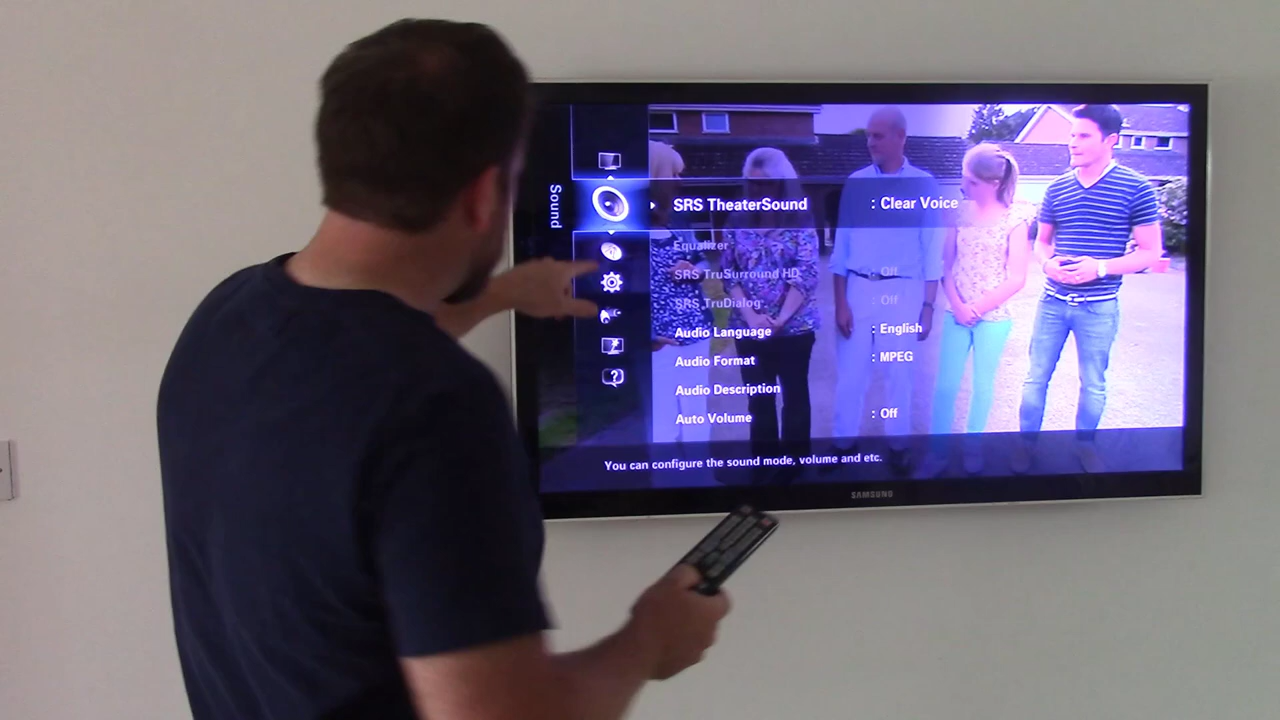 Sound
SRS TheaterSound : Clear Voice
Equalizer
SRS TruSurround HD : Off
SRS TruDialog : Off
Audio Language : English
Audio Format : MPEG
Audio Description
Auto Volume : Off
You can configure the sound mode, volume and etc.
SAMSUNG